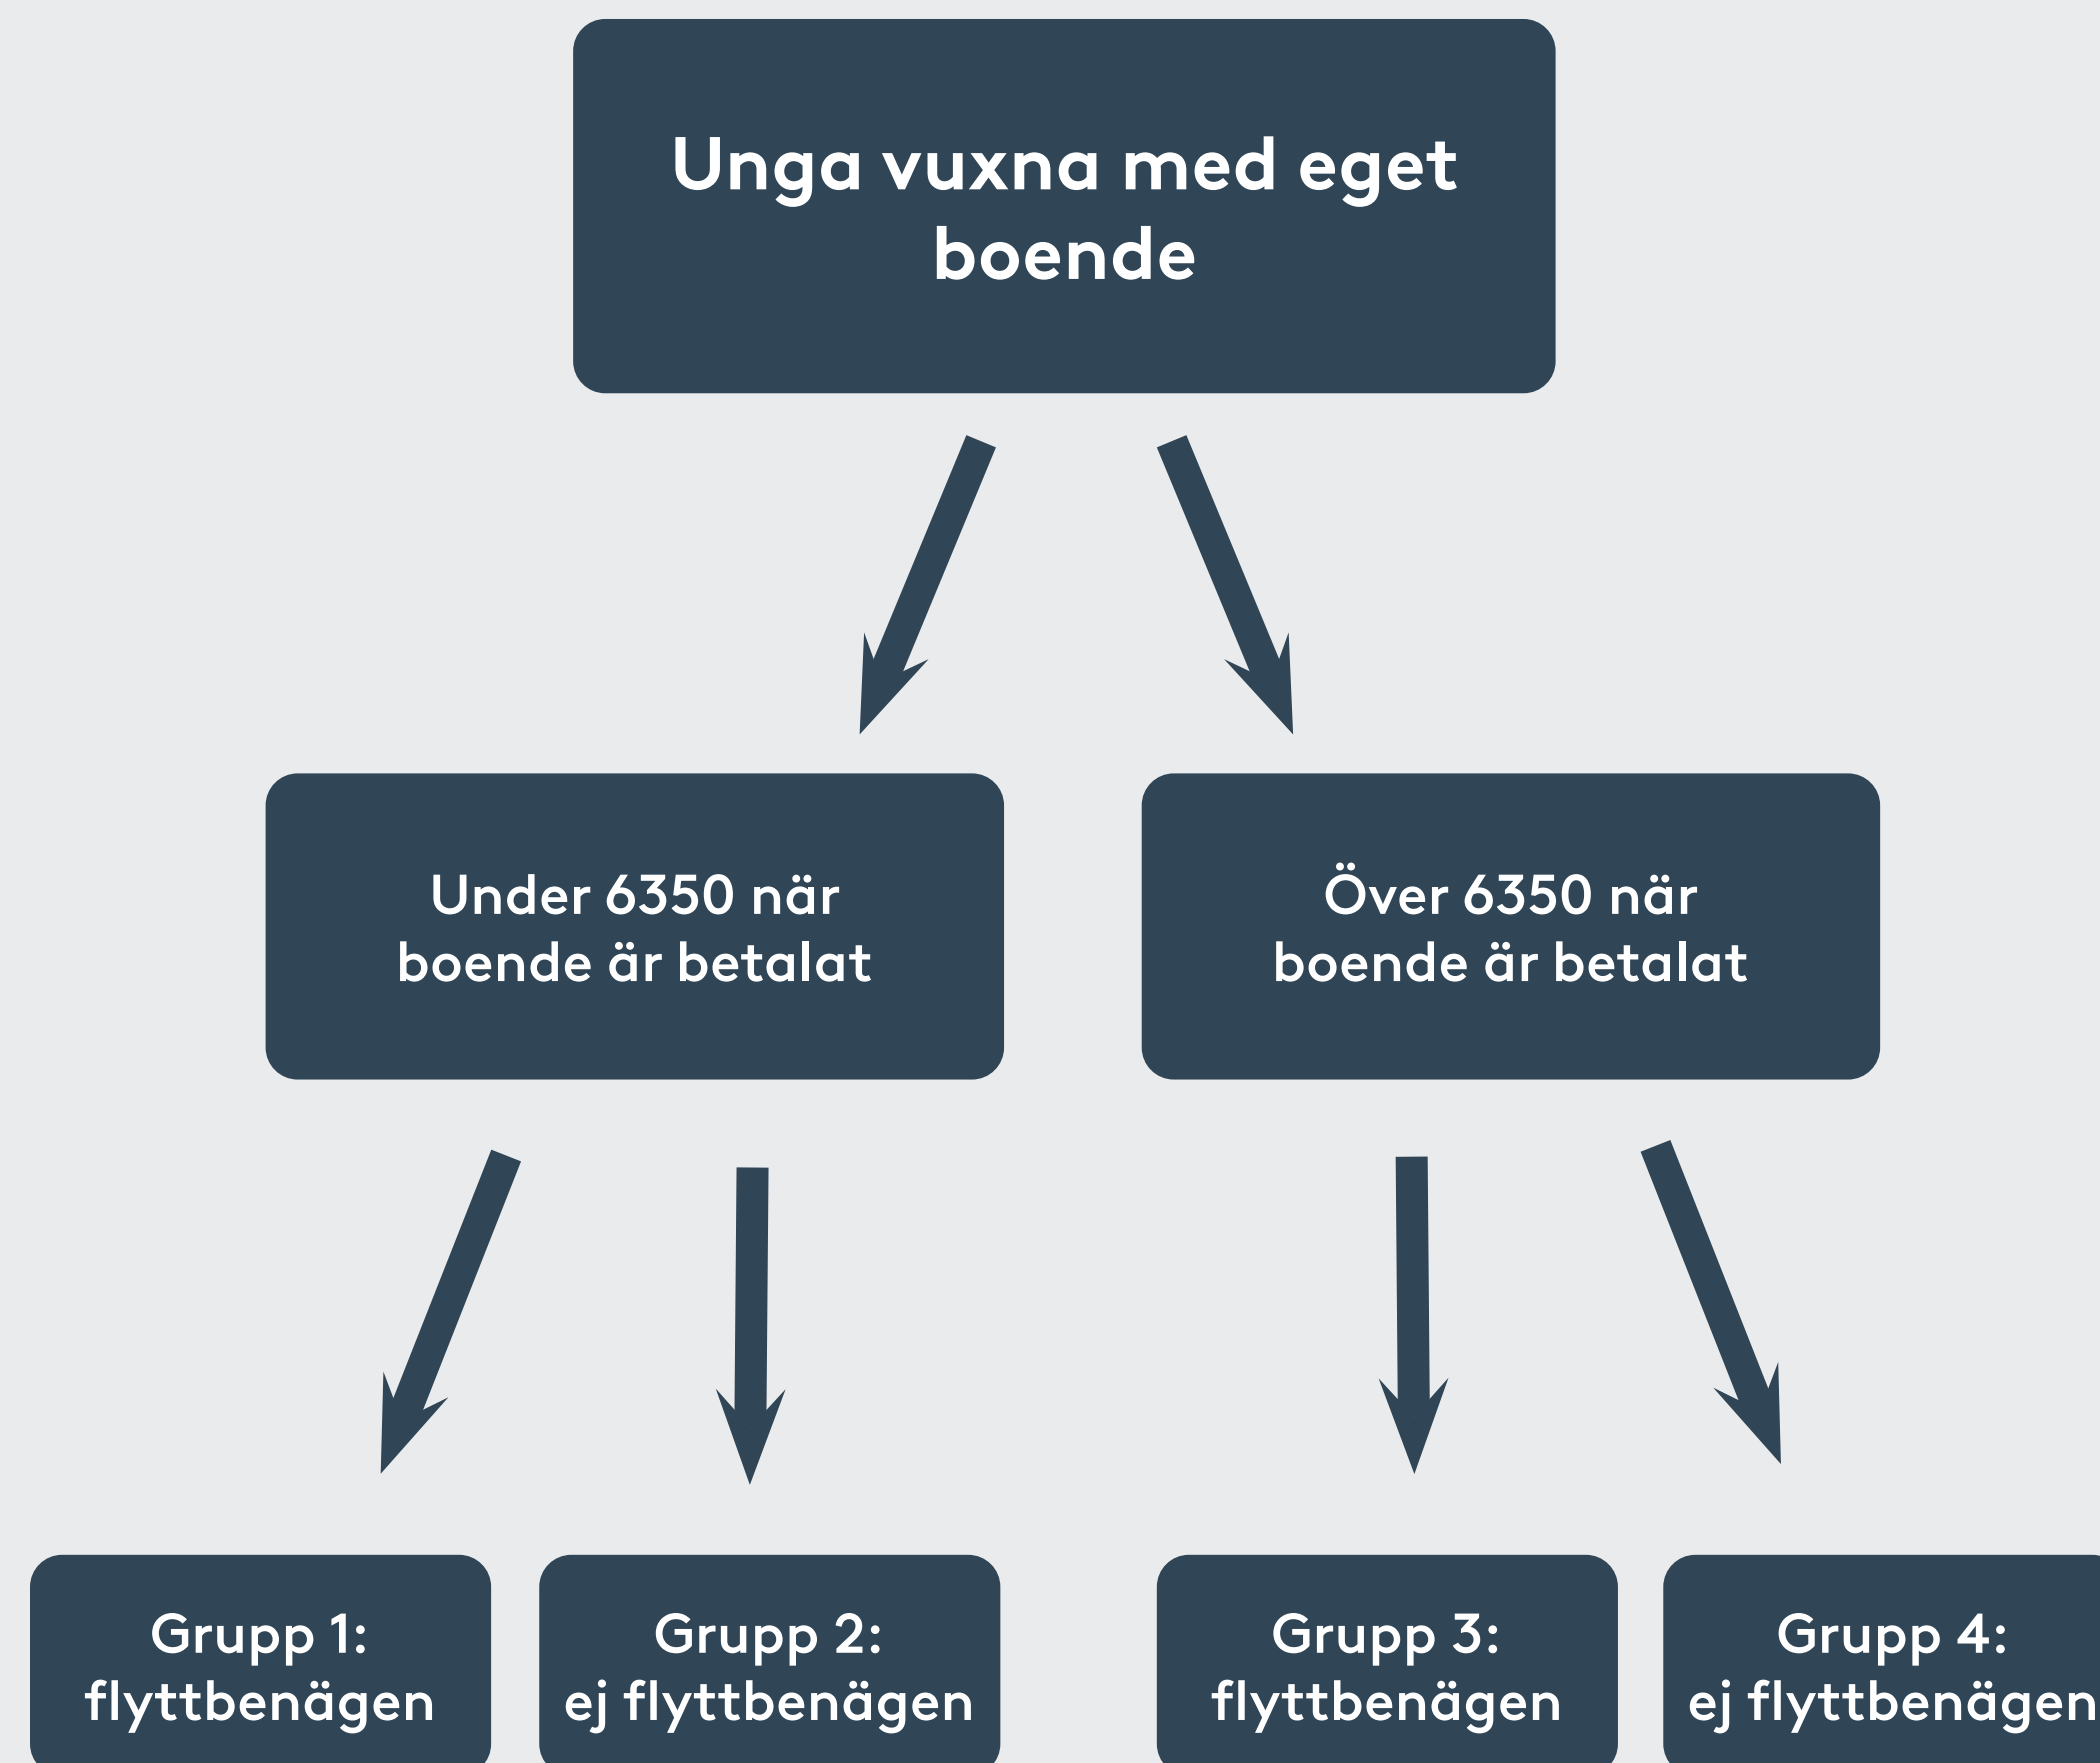 Unga vuxna med eget
boende
Under 6350 när
boende är betalat
Över 6350 när
boende är betalat
Grupp 1:
flyttbenägen
Grupp 2:
ej flyttbenägen
Grupp 3:
flyttbenägen
Grupp 4:
ej flyttbenägen